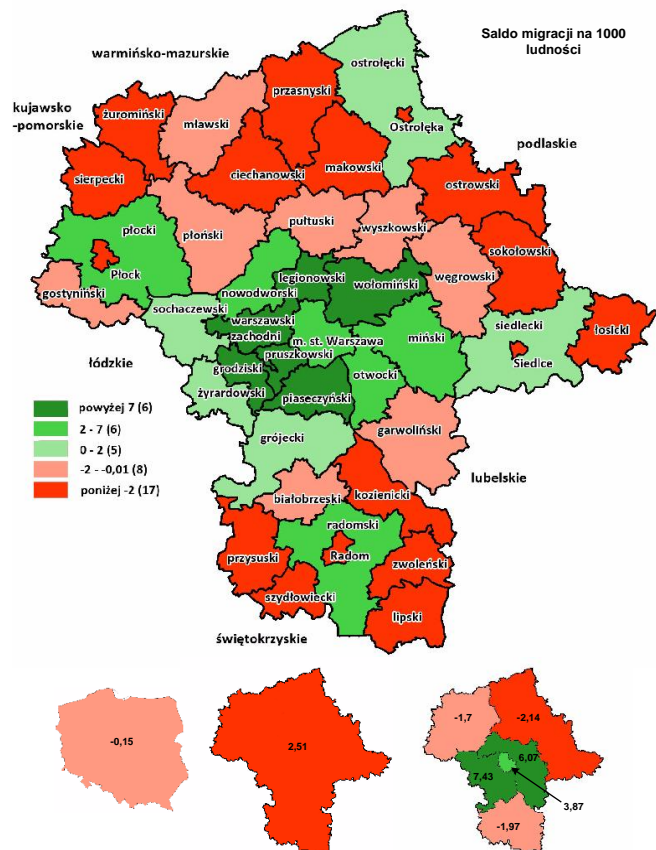 Saldo migracji na 1000
ludności
warmińsko-mazurskie
ostrołęcki
przasnyski
kujawsko
-pomorskie
żuromiński
mławski
Ostrołęka
podlaskie
sierpecki
ciechanowski
makowski
ostrowski
płocki
płoński
pułtuski
wyszkowski
sokołowski
Płock
legionowski
węgrowski
gostyniński
nowodworski
wołomiński
sochaczewski
siedlecki
łosicki
warszawski
zachodni
m. st. Warszawa
miński
łódzkie
pruszkowski
Siedlce
grodziski
otwocki
żyrardowski
piaseczyński
powyżej 7 (6)
2 - 7 (6)
0 - 2 (5)
-2 - -0,01 (8)
poniżej -2 (17)
grójecki
garwoliński
lubelskie
białobrzeski
kozienicki
radomski
przysuski
Radom
zwoleński
szydłowiecki
lipski
świętokrzyskie
-0,15
2,51
-1,7
-2,14
6,07
7,43
3,87
-1,97